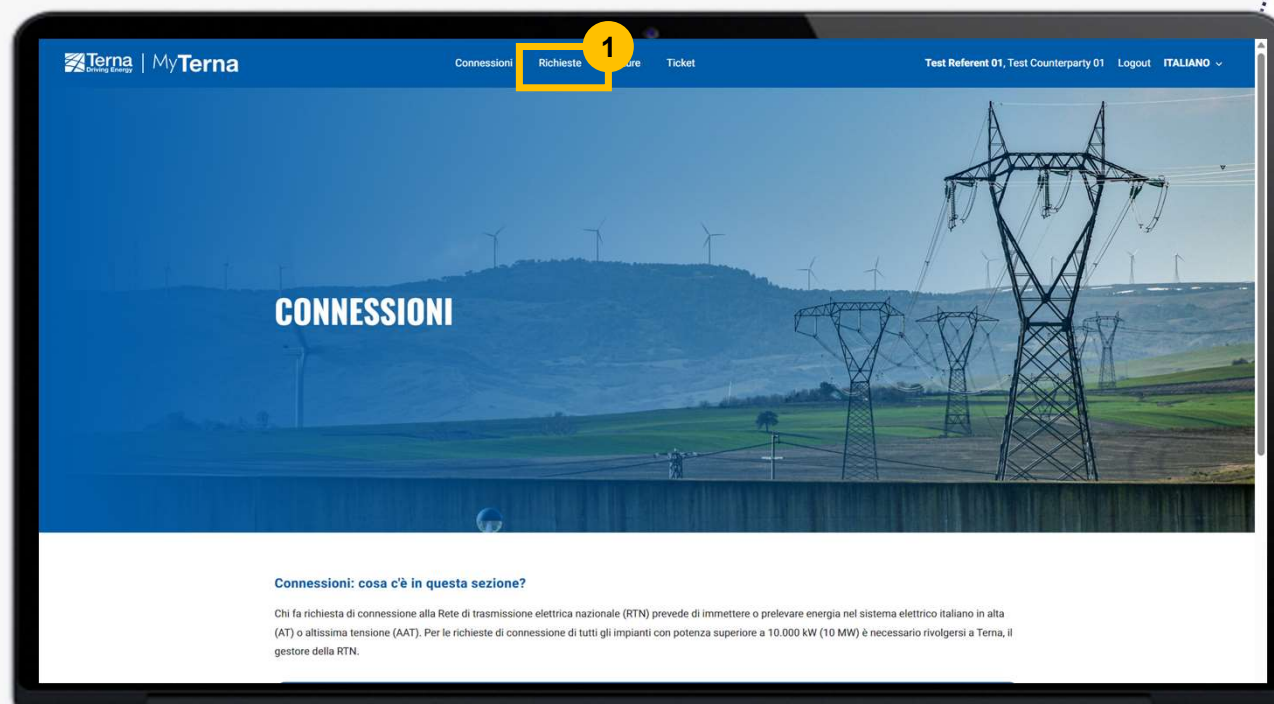 Terna
Driving Energy
MyTerna
Connessioni Richieste Ticket
Test Referent 01, Test Counterparty 01 Logout ITALIANO
1
CONNESSIONI
Connessioni: cosa c'è in questa sezione?
Chi fa richiesta di connessione alla Rete di trasmissione elettrica nazionale (RTN) prevede di immettere o prelevare energia nel sistema elettrico italiano in alta
(AT) o altissima tensione (AAT). Per le richieste di connessione di tutti gli impianti con potenza superiore a 10.000 kW (10 MW) è necessario rivolgersi a Terna, il
gestore della RTN.